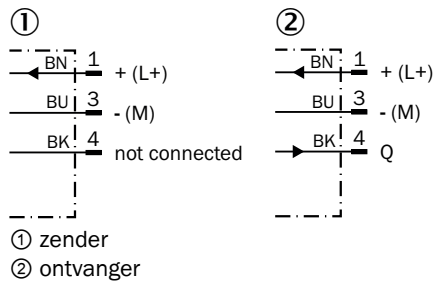 ① ②
BN 1 + (L+)
BU 3 - (M)
BK 4 not connected
BN 1 + (L+)
BU 3 - (M)
BK 4 Q
① zender
② ontvanger